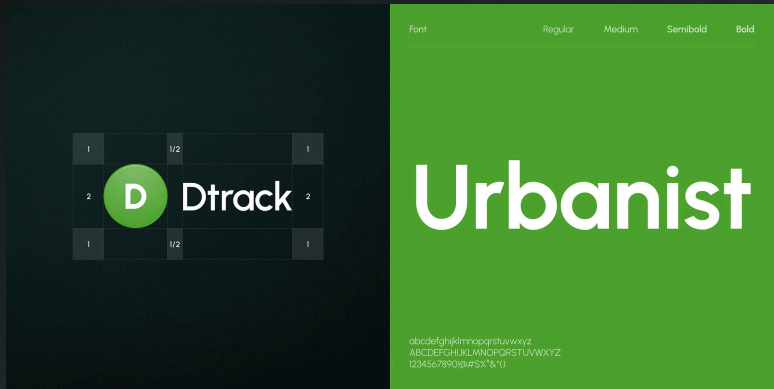 1 1/2 1
2 D Dtrack 2
1 1/2 1
Font Regular Medium Semibold Bold
Urbanist
abcdefghijklmnopqrstuvwxyz
ABCDEFGHIJKLMNOPQRSTUVWXYZ
1234567890!@#$%^&*()